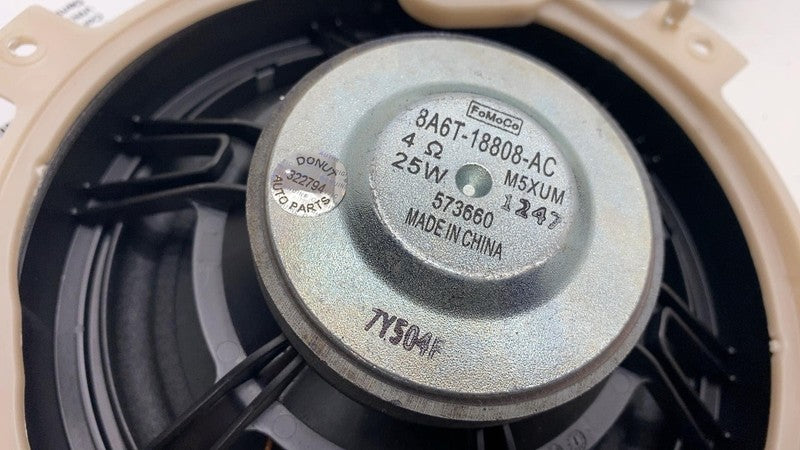 FoMoCo
8A6T-18808-AC
4 Ω M5XUM
25W 1247
573660
MADE IN CHINA
7Y504F
DONUT
322794
AUTO PARTS